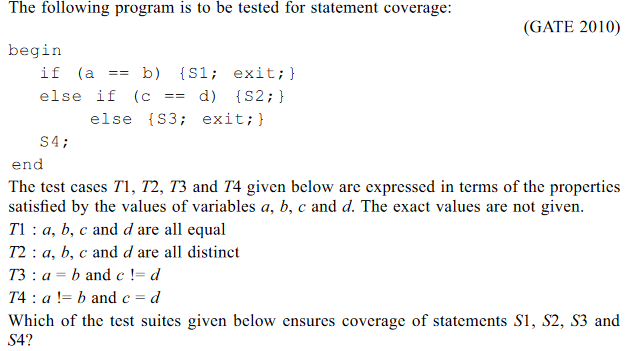 The following program is to be tested for statement coverage:
(GATE 2010)
begin
if (a == b) {S1; exit;}
else if (c == d) {S2;}
else {S3; exit;}
S4;
end
The test cases T1, T2, T3 and T4 given below are expressed in terms of the properties
satisfied by the values of variables a, b, c and d. The exact values are not given.
T1 : a, b, c and d are all equal
T2 : a, b, c and d are all distinct
T3 : a = b and c != d
T4 : a != b and c = d
Which of the test suites given below ensures coverage of statements S1, S2, S3 and
S4?